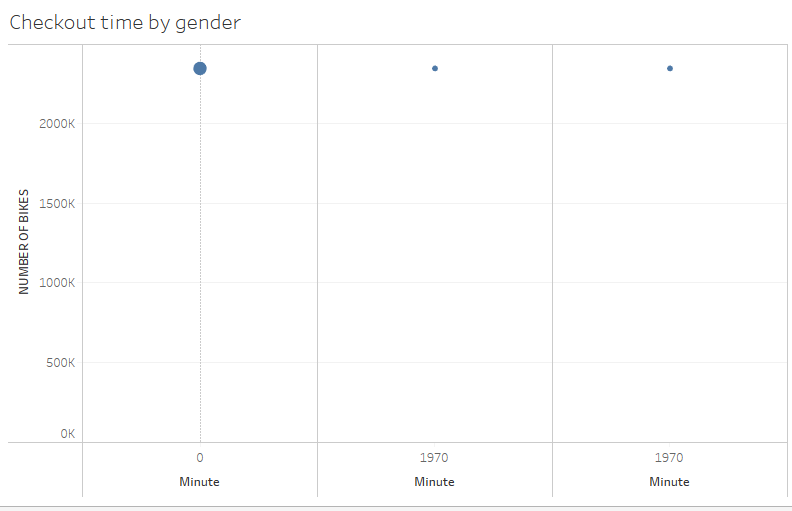 Checkout time by gender
NUMBER OF BIKES
2000K
1500K
1000K
500K
0K
0
1970
1970
Minute
Minute
Minute